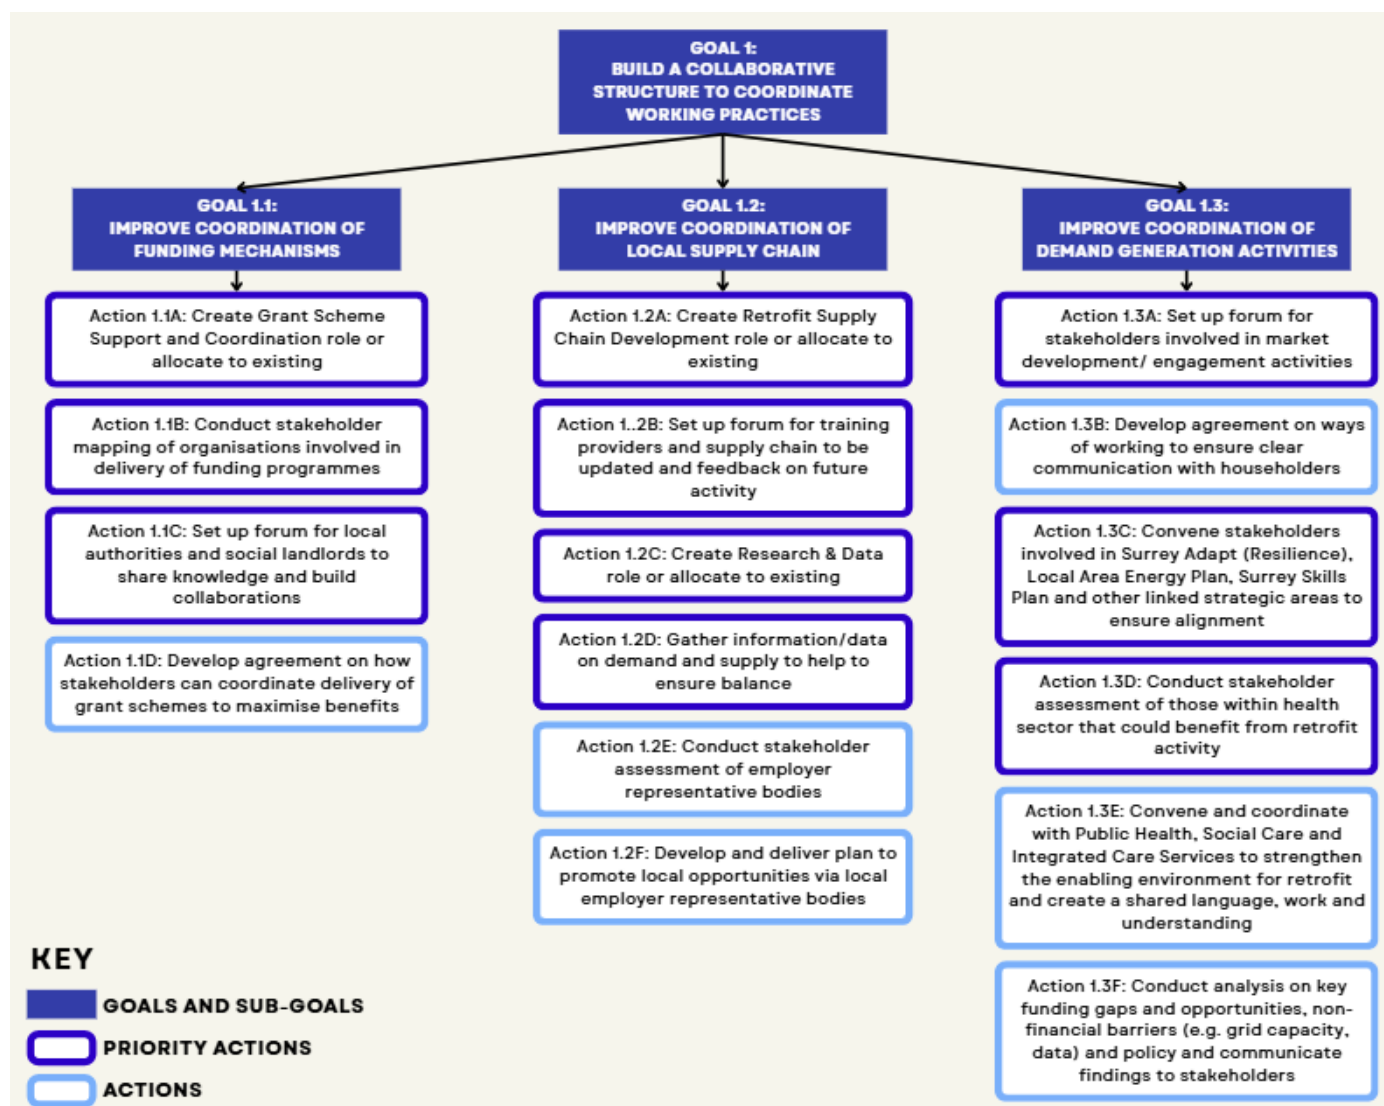 GOAL 1:
BUILD A COLLABORATIVE
STRUCTURE TO COORDINATE
WORKING PRACTICES
GOAL 1.1:
IMPROVE COORDINATION OF
FUNDING MECHANISMS
Action 1.1A: Create Grant Scheme
Support and Coordination role or
allocate to existing
Action 1.1B: Conduct stakeholder
mapping of organisations involved in
delivery of funding programmes
Action 1.1C: Set up forum for local
authorities and social landlords to
share knowledge and build
collaborations
Action 1.1D: Develop agreement on how
stakeholders can coordinate delivery of
grant schemes to maximise benefits
GOAL 1.2:
IMPROVE COORDINATION OF
LOCAL SUPPLY CHAIN
Action 1.2A: Create Retrofit Supply
Chain Development role or allocate to
existing
Action 1..2B: Set up forum for training
providers and supply chain to be
updated and feedback on future
activity
Action 1.2C: Create Research & Data
role or allocate to existing
Action 1.2D: Gather information/data
on demand and supply to help to
ensure balance
Action 1.2E: Conduct stakeholder
assessment of employer
representative bodies
Action 1.2F: Develop and deliver plan to
promote local opportunities via local
employer representative bodies
GOAL 1.3:
IMPROVE COORDINATION OF
DEMAND GENERATION ACTIVITIES
Action 1.3A: Set up forum for
stakeholders involved in market
development/ engagement activities
Action 1.3B: Develop agreement on ways
of working to ensure clear
communication with householders
Action 1.3C: Convene stakeholders
involved in Surrey Adapt (Resilience),
Local Area Energy Plan, Surrey Skills
Plan and other linked strategic areas to
ensure alignment
Action 1.3D: Conduct stakeholder
assessment of those within health
sector that could benefit from retrofit
activity
Action 1.3E: Convene and coordinate
with Public Health, Social Care and
Integrated Care Services to strengthen
the enabling environment for retrofit
and create a shared language, work and
understanding
Action 1.3F: Conduct analysis on key
funding gaps and opportunities, non-
financial barriers (e.g. grid capacity,
data) and policy and communicate
findings to stakeholders
KEY
GOALS AND SUB-GOALS
PRIORITY ACTIONS
ACTIONS